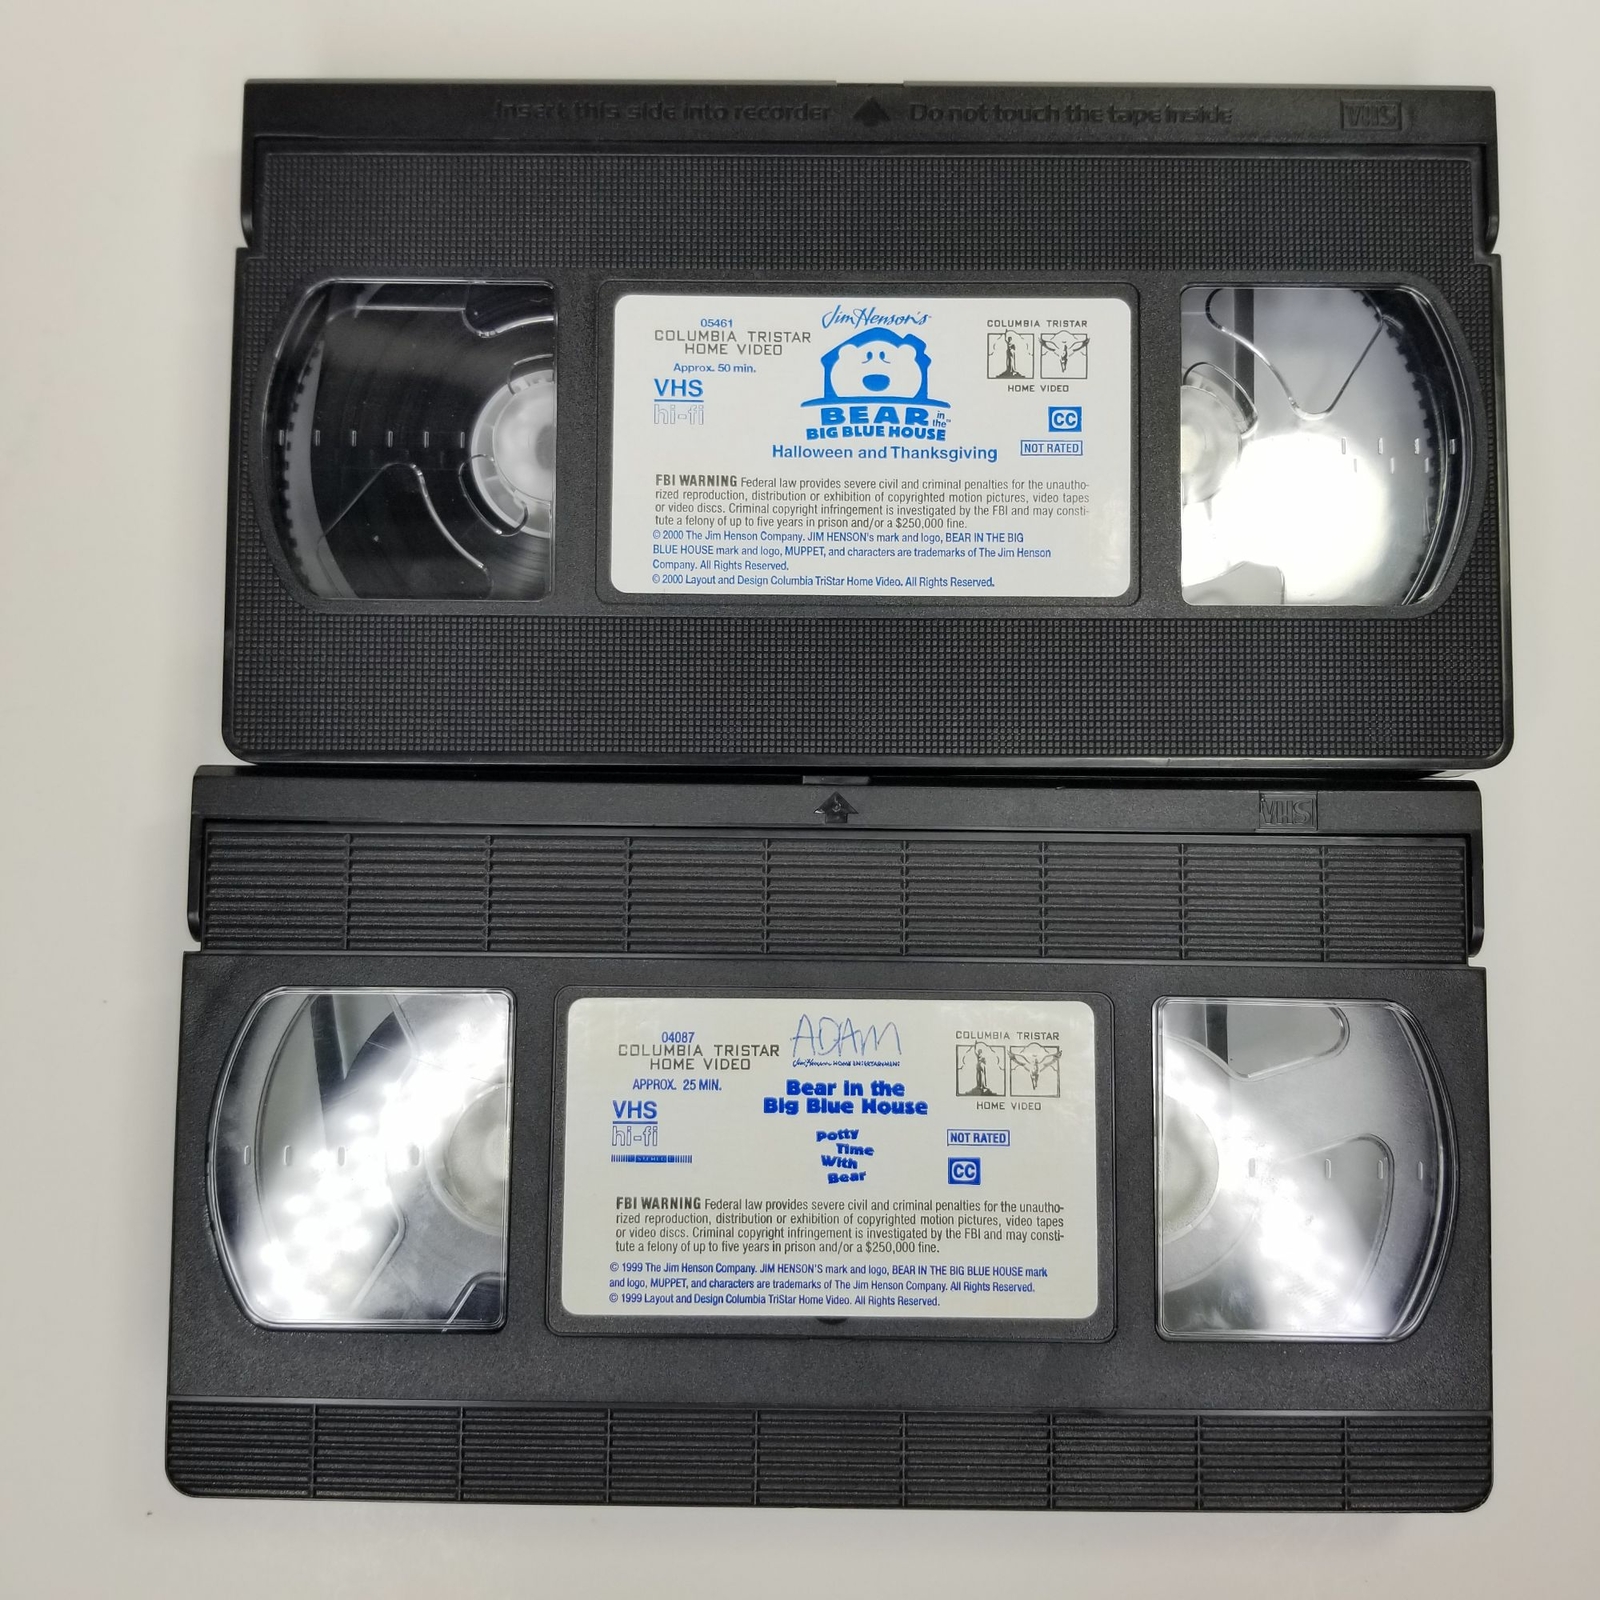 Insert this side into recorder Do not touch the tape inside VHS
05461
COLUMBIA TRISTAR
HOME VIDEO
Approx. 50 min.
VHS
hi-fi
Jim Henson's
BEAR in the™
BIG BLUE HOUSE
Halloween and Thanksgiving
COLUMBIA TRISTAR
HOME VIDEO
CC
NOT RATED
FBI WARNING Federal law provides severe civil and criminal penalties for the unautho-
rized reproduction, distribution or exhibition of copyrighted motion pictures, video tapes
or video discs. Criminal copyright infringement is investigated by the FBI and may consti-
tute a felony of up to five years in prison and/or a $250,000 fine.
© 2000 The Jim Henson Company. JIM HENSON's mark and logo, BEAR IN THE BIG
BLUE HOUSE mark and logo, MUPPET, and characters are trademarks of The Jim Henson
Company. All Rights Reserved.
© 2000 Layout and Design Columbia TriStar Home Video. All Rights Reserved.
VHS
04087
COLUMBIA TRISTAR
HOME VIDEO
APPROX. 25 MIN.
VHS
hi-fi
STEREO
ADAM
Jim Henson HOME ENTERTAINMENT
Bear in the
Big Blue House
Potty
Time
With
Bear
COLUMBIA TRISTAR
HOME VIDEO
NOT RATED
CC
FBI WARNING Federal law provides severe civil and criminal penalties for the unautho-
rized reproduction, distribution or exhibition of copyrighted motion pictures, video tapes
or video discs. Criminal copyright infringement is investigated by the FBI and may consti-
tute a felony of up to five years in prison and/or a $250,000 fine.
© 1999 The Jim Henson Company. JIM HENSON'S mark and logo, BEAR IN THE BIG BLUE HOUSE mark
and logo, MUPPET, and characters are trademarks of The Jim Henson Company. All Rights Reserved.
© 1999 Layout and Design Columbia TriStar Home Video. All Rights Reserved.